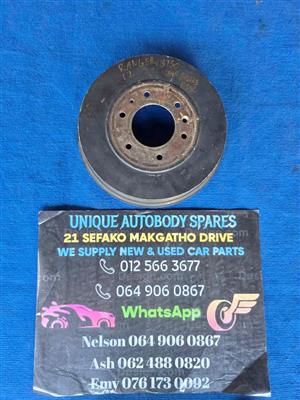 RANGER
UNIQUE AUTOBODY SPARES
21 SEFAKO MAKGATHO DRIVE
WE SUPPLY NEW & USED CAR PARTS
012 566 3677
064 906 0867
WhatsApp
Nelson 064 906 0867
Ash 062 488 0820
Emy 076 173 0092